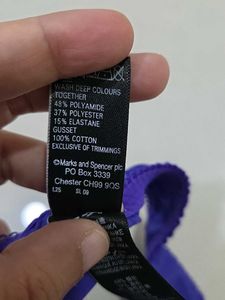 WASH DEEP COLOURS
TOGETHER
48% POLYAMIDE
37% POLYESTER
15% ELASTANE
GUSSET
100% COTTON
EXCLUSIVE OF TRIMMINGS
©Marks and Spencer plc
PO Box 3339
Chester CH99 9QS